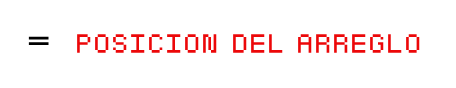 = POSICION DEL ARREGLO